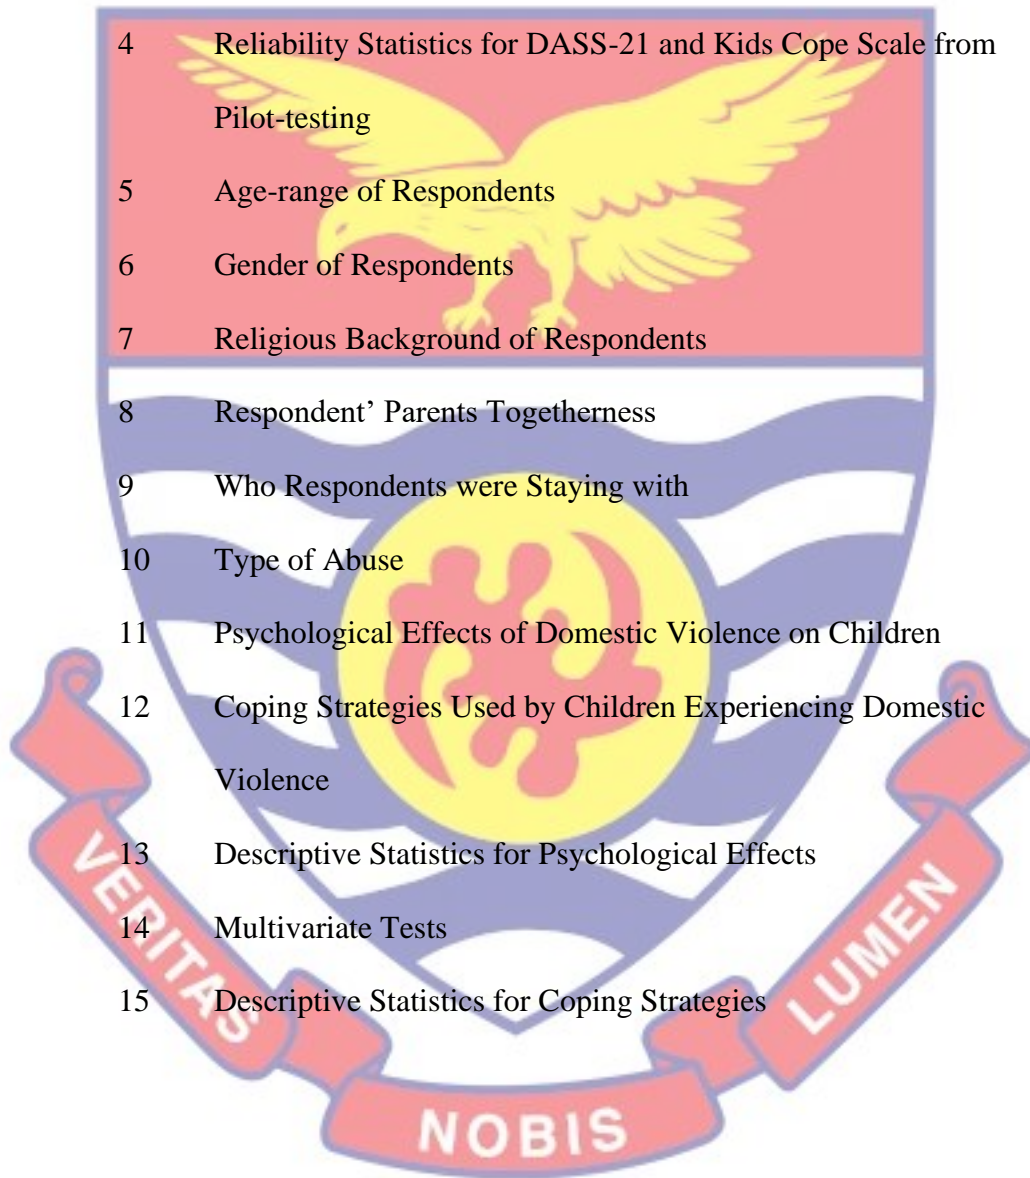 4 Reliability Statistics for DASS-21 and Kids Cope Scale from
Pilot-testing
5 Age-range of Respondents
6 Gender of Respondents
7 Religious Background of Respondents
8 Respondent’ Parents Togetherness
9 Who Respondents were Staying with
10 Type of Abuse
11 Psychological Effects of Domestic Violence on Children
12 Coping Strategies Used by Children Experiencing Domestic
Violence
13 Descriptive Statistics for Psychological Effects
14 Multivariate Tests
15 Descriptive Statistics for Coping Strategies
VERITAS
NOBIS
LUMEN